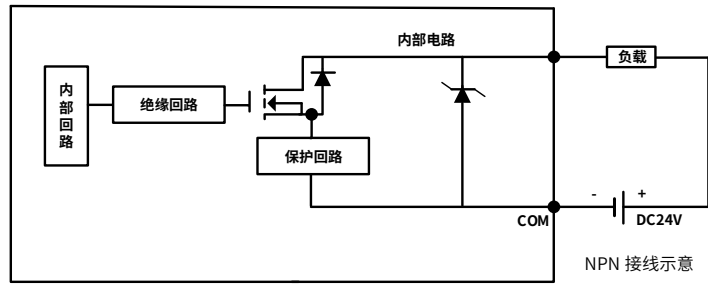 内部电路
负载
内部回路
绝缘回路
保护回路
- +
COM
DC24V
NPN 接线示意